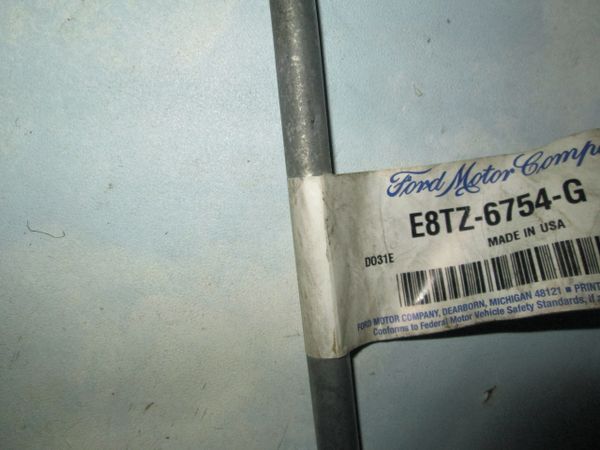 Ford Motor
E8TZ-6754-G
MADE IN USA
D031E
FORD MOTOR COMPANY, DEARBORN, MICHIGAN 48121 ■ PRINT
Conforms to Federal Motor Vehicle Safety Standards, if